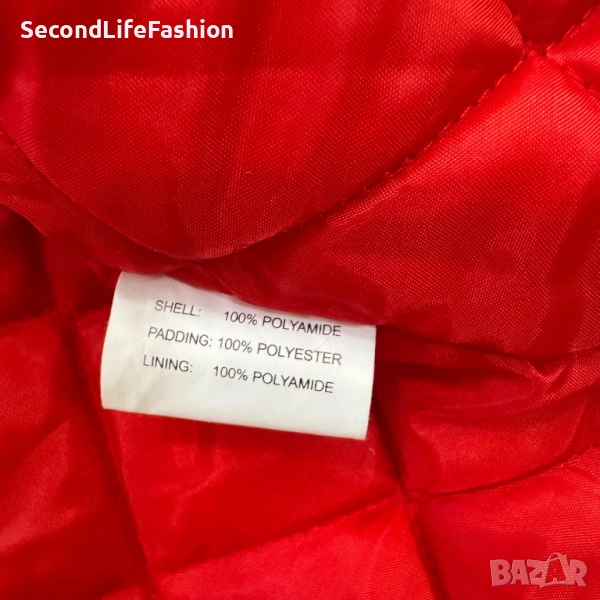 SecondLifeFashion
SHELL: 100% POLYAMIDE
PADDING: 100% POLYESTER
LINING: 100% POLYAMIDE
BAZAR